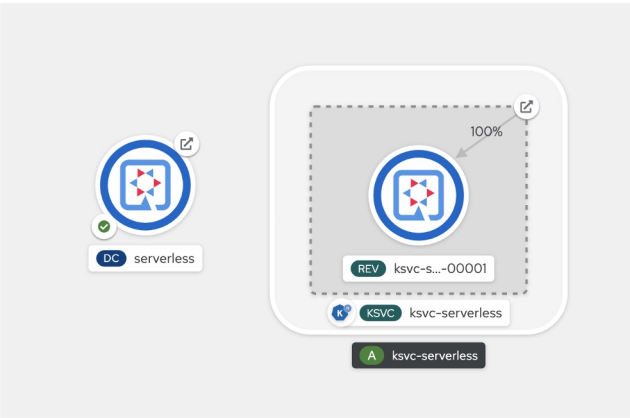 100%
DC serverless
REV ksvc-s...-00001
K KSVC ksvc-serverless
A ksvc-serverless